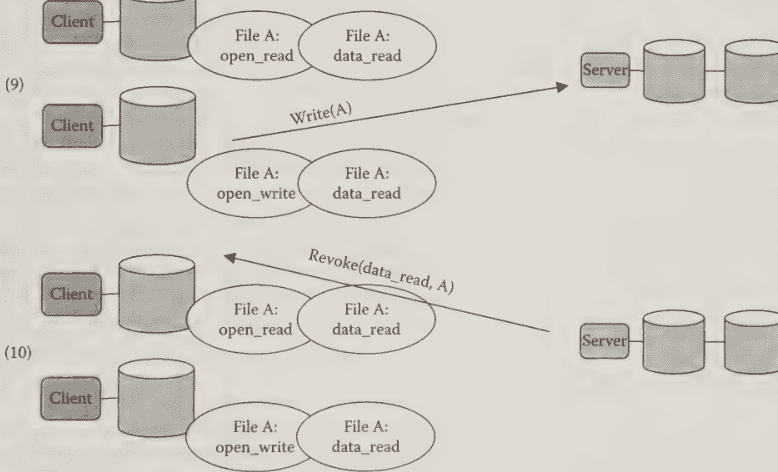 Client
File A:
open_read
File A:
data_read
Server
(9)
Write(A)
Client
File A:
open_write
File A:
data_read
Revoke(data_read, A)
Client
File A:
open_read
File A:
data_read
Server
(10)
Client
File A:
open_write
File A:
data_read